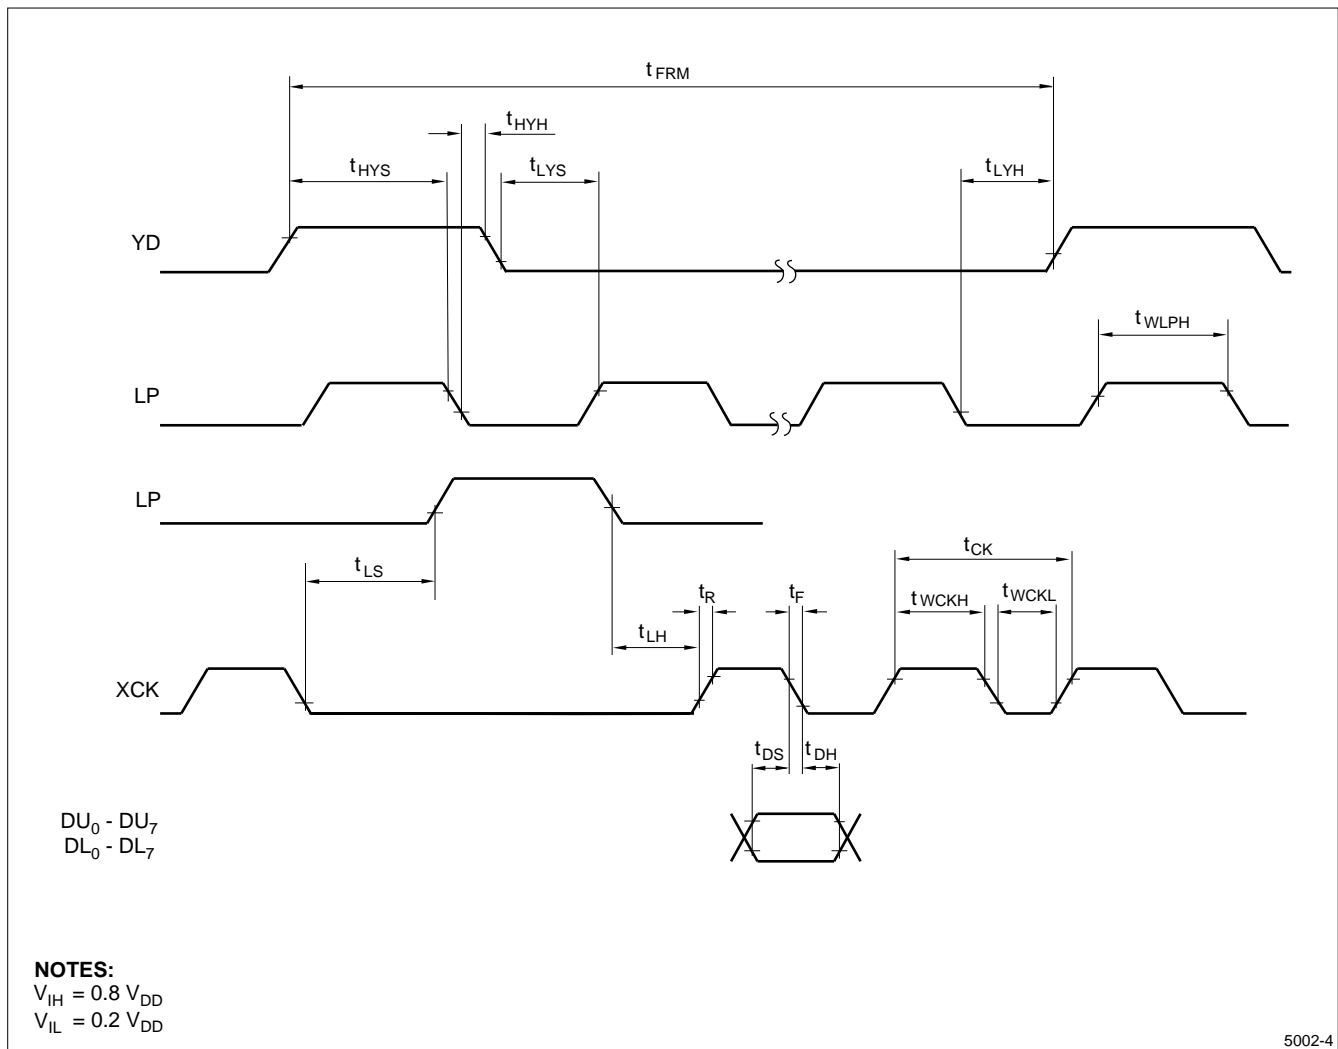 tFRM
tHYH
tHYS
tLYS
tLYH
YD
tWLPH
LP
LP
tCK
tLS
tR
tF
tWCKH
tWCKL
tLH
XCK
tDS
tDH
DU0 - DU7
DL0 - DL7
NOTES:
VIH = 0.8 VDD
VIL = 0.2 VDD
5002-4